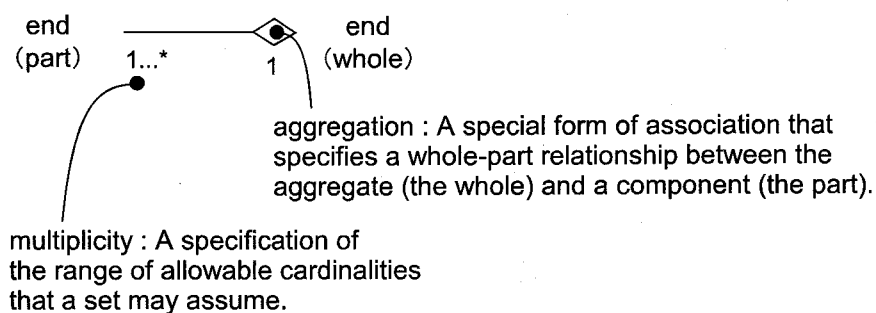 end
(part)
1...*
1
end
(whole)
aggregation : A special form of association that
specifies a whole-part relationship between the
aggregate (the whole) and a component (the part).
multiplicity : A specification of
the range of allowable cardinalities
that a set may assume.